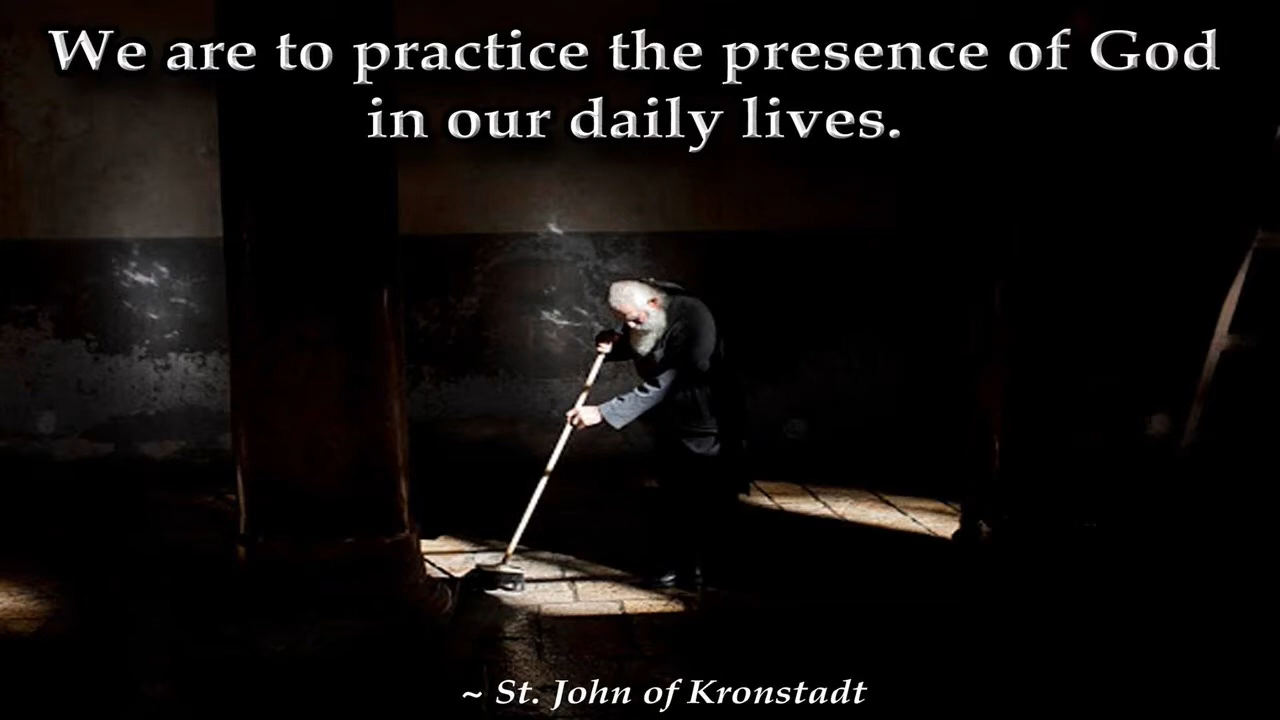 We are to practice the presence of God
in our daily lives.
~ St. John of Kronstadt